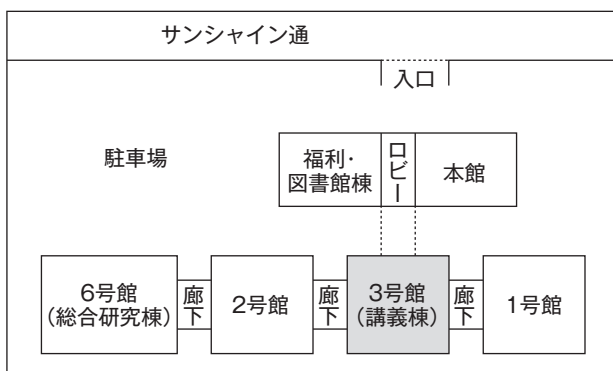 サンシャイン通
入口
駐車場
福利・
図書館棟
ロビー
本館
6号館
(総合研究棟)
廊下
2号館
廊下
3号館
(講義棟)
廊下
1号館